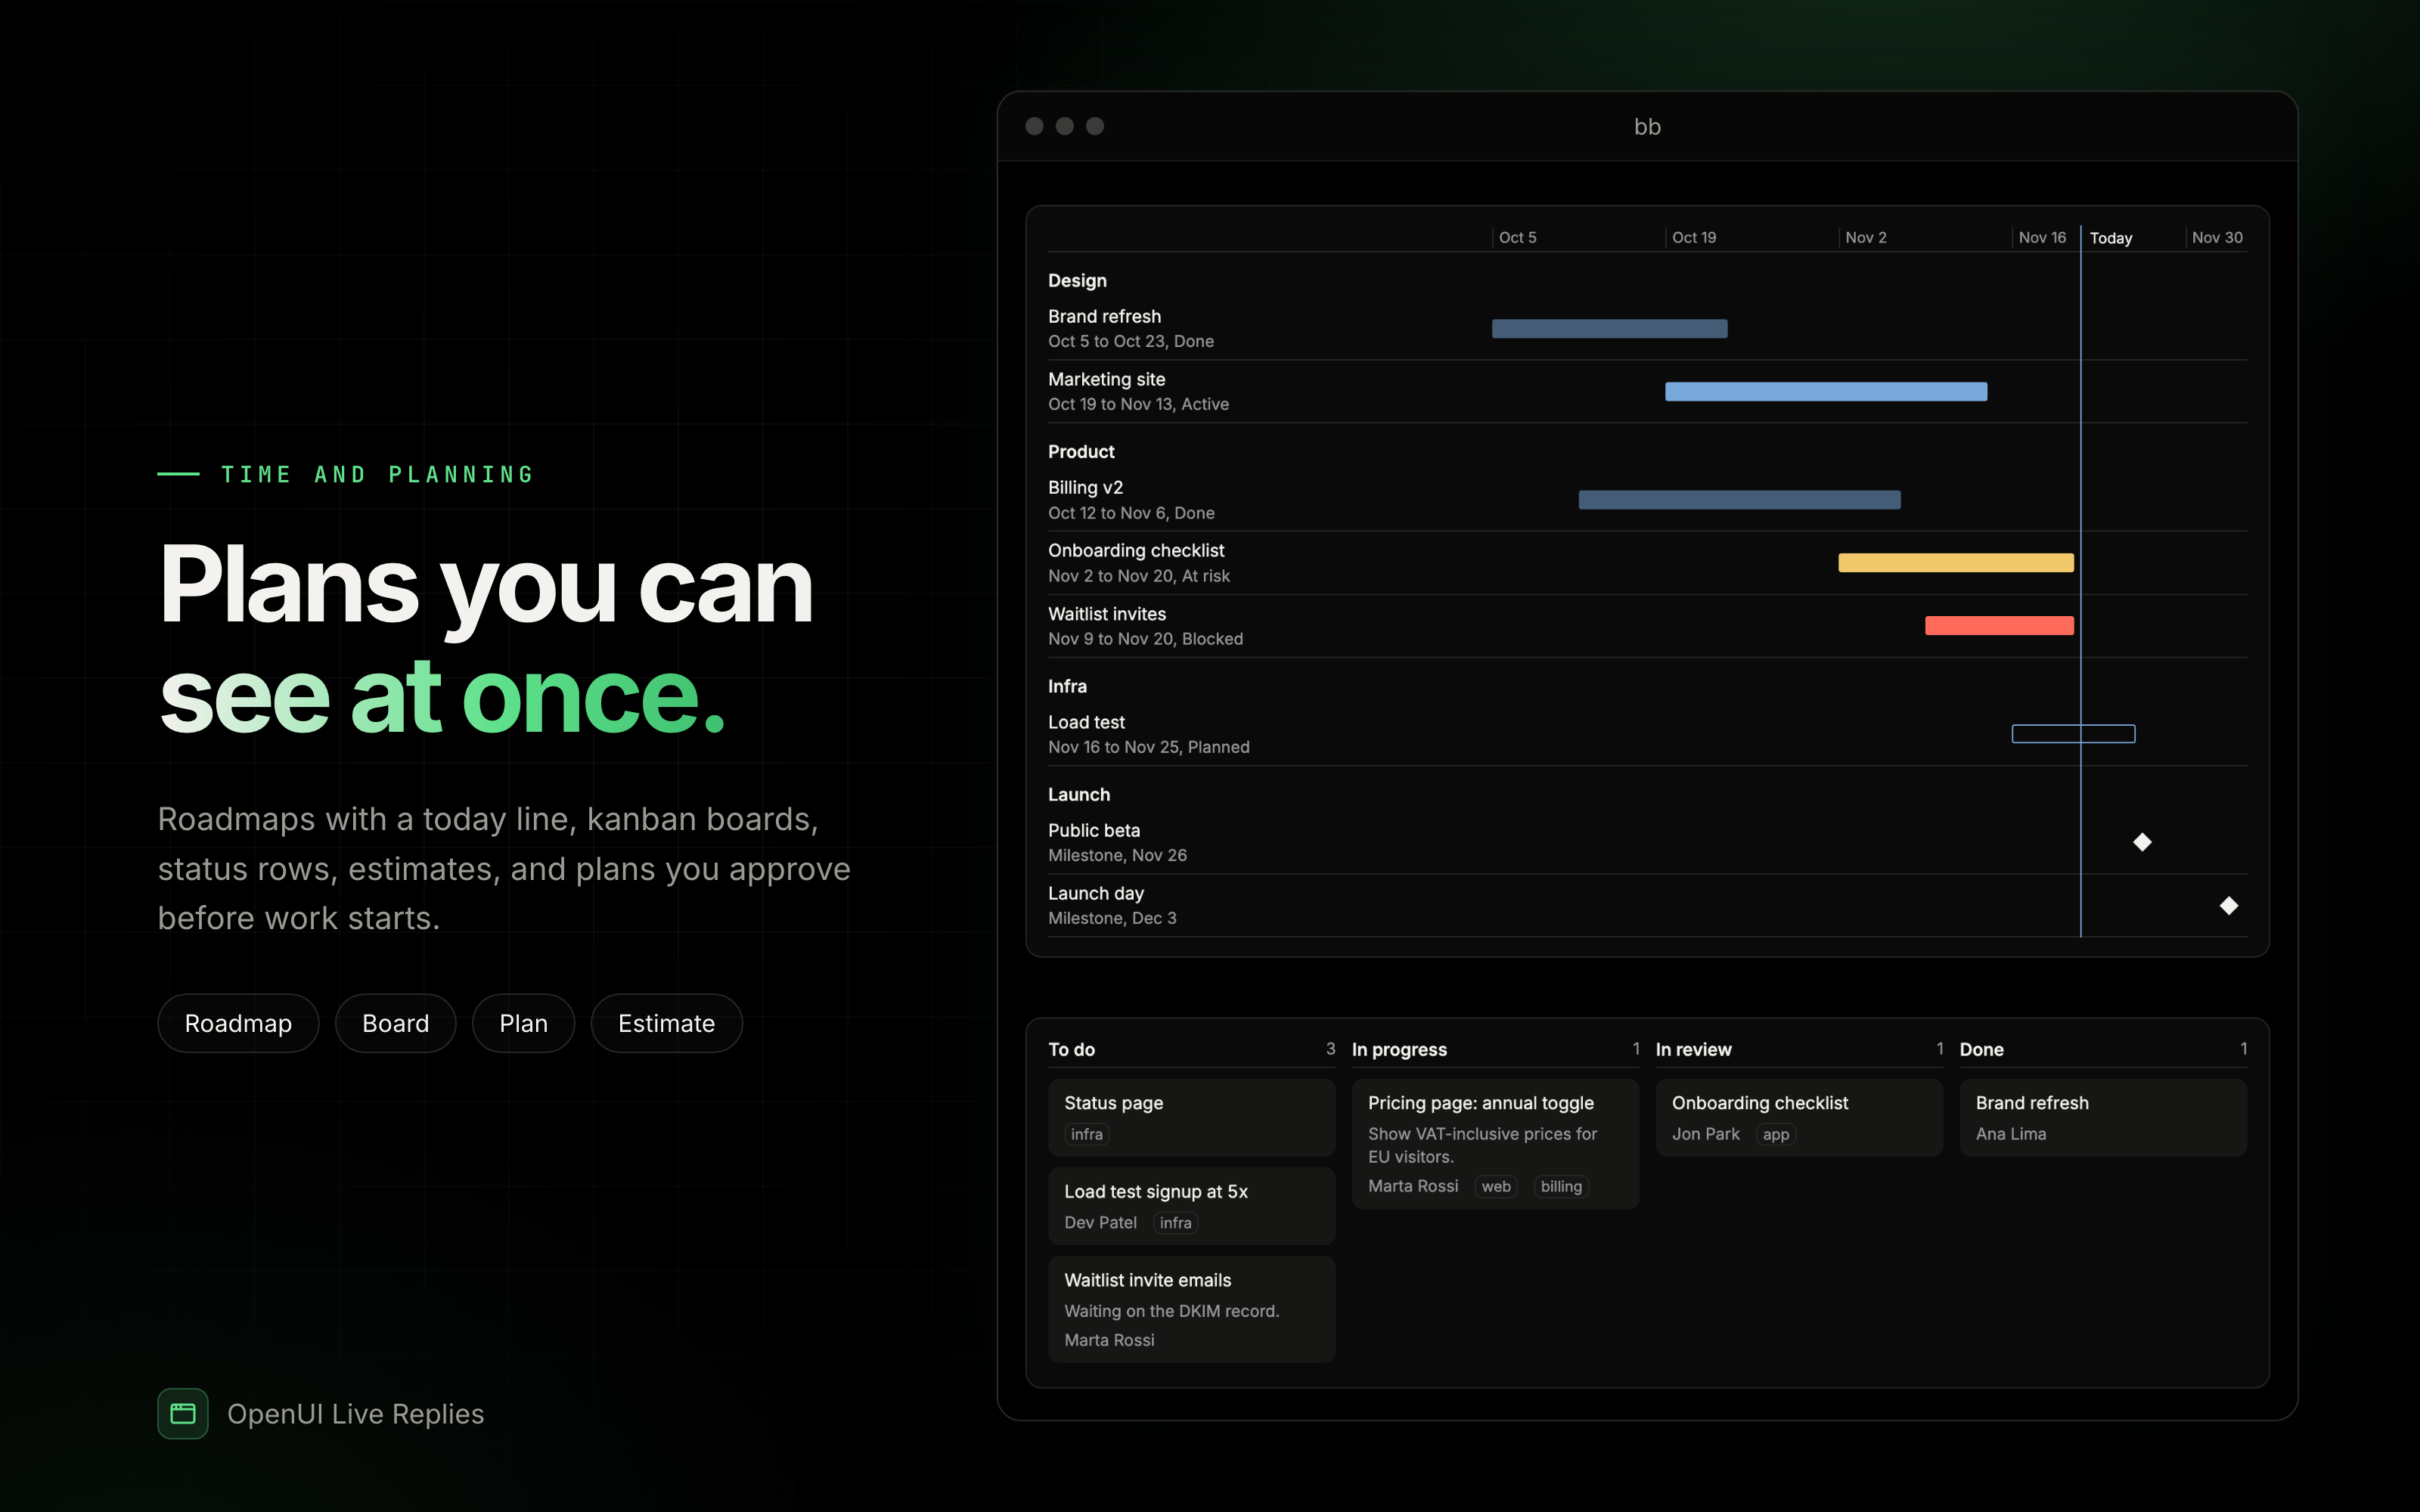 TIME AND PLANNING
Plans you can
see at once.
Roadmaps with a today line, kanban boards,
status rows, estimates, and plans you approve
before work starts.
Roadmap Board Plan Estimate
OpenUI Live Replies
bb
Oct 5 Oct 19 Nov 2 Nov 16 Today Nov 30
Design
Brand refresh
Oct 5 to Oct 23, Done
Marketing site
Oct 19 to Nov 13, Active
Product
Billing v2
Oct 12 to Nov 6, Done
Onboarding checklist
Nov 2 to Nov 20, At risk
Waitlist invites
Nov 9 to Nov 20, Blocked
Infra
Load test
Nov 16 to Nov 25, Planned
Launch
Public beta
Milestone, Nov 26
Launch day
Milestone, Dec 3
To do 3
Status page
infra
Load test signup at 5x
Dev Patel infra
Waitlist invite emails
Waiting on the DKIM record.
Marta Rossi
In progress 1
Pricing page: annual toggle
Show VAT-inclusive prices for
EU visitors.
Marta Rossi web billing
In review 1
Onboarding checklist
Jon Park app
Done 1
Brand refresh
Ana Lima